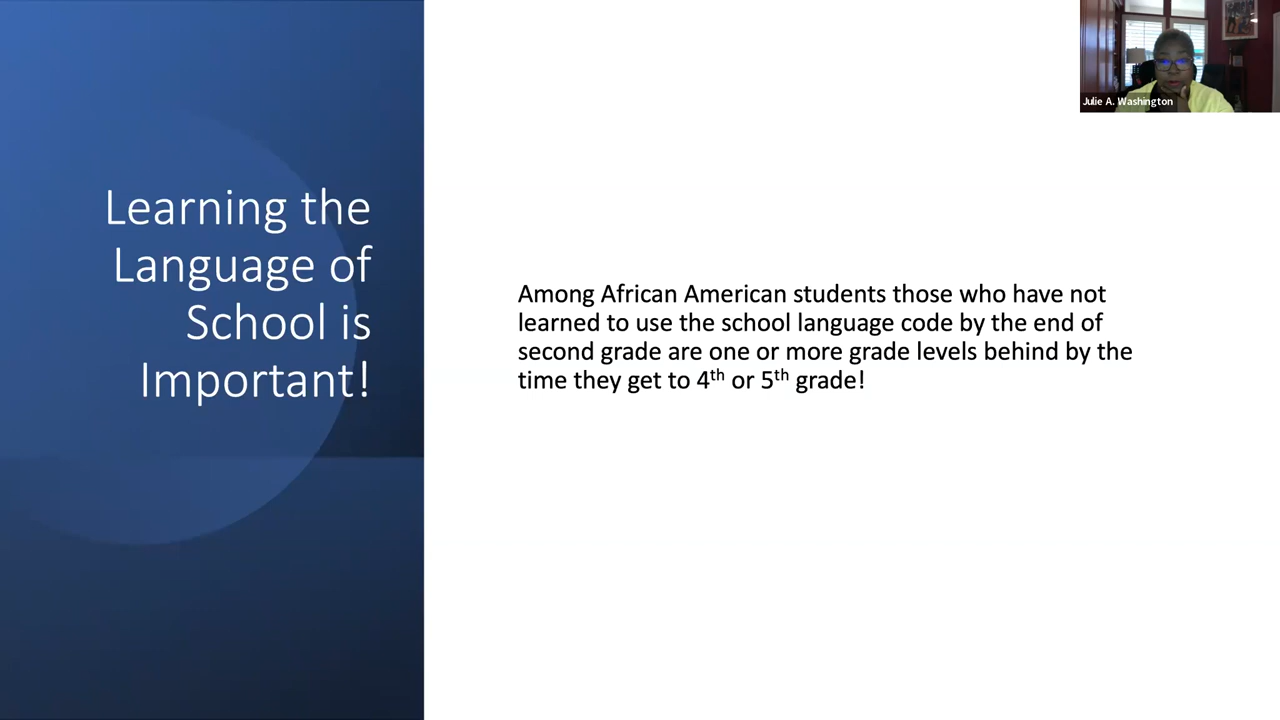 Learning the
Language of
School is
Important!
Among African American students those who have not
learned to use the school language code by the end of
second grade are one or more grade levels behind by the
time they get to 4th or 5th grade!
Julie A. Washington